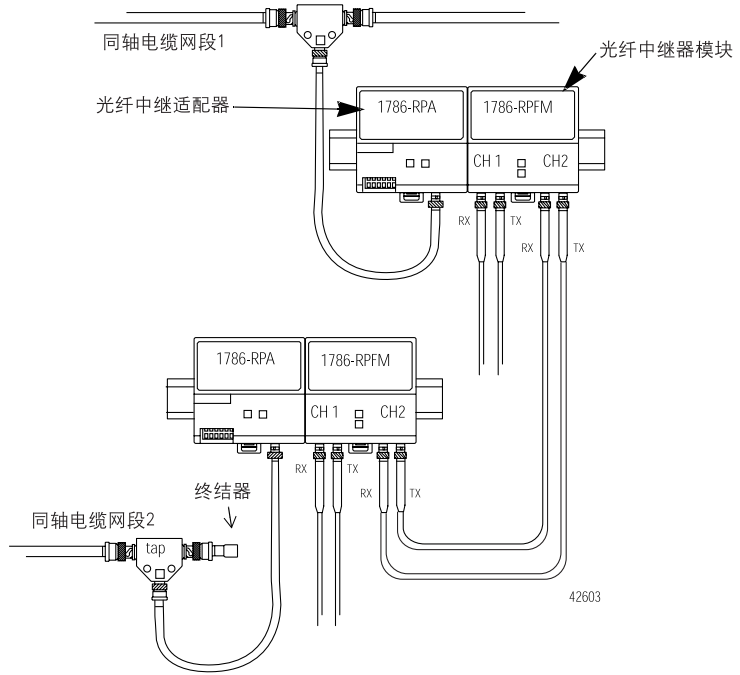 同轴电缆网段1
光纤中继器模块
光纤中继适配器
1786-RPA
1786-RPFM
CH 1
CH2
RX
TX
RX
TX
1786-RPA
1786-RPFM
CH 1
CH2
RX
TX
RX
TX
终结器
同轴电缆网段2
tap
42603